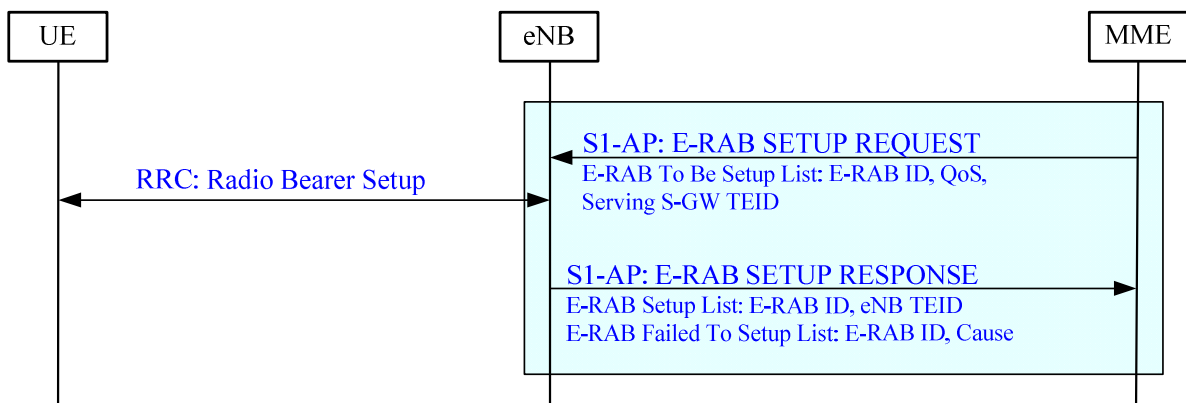 UE
eNB
MME
S1-AP: E-RAB SETUP REQUEST
E-RAB To Be Setup List: E-RAB ID, QoS,
Serving S-GW TEID
RRC: Radio Bearer Setup
S1-AP: E-RAB SETUP RESPONSE
E-RAB Setup List: E-RAB ID, eNB TEID
E-RAB Failed To Setup List: E-RAB ID, Cause